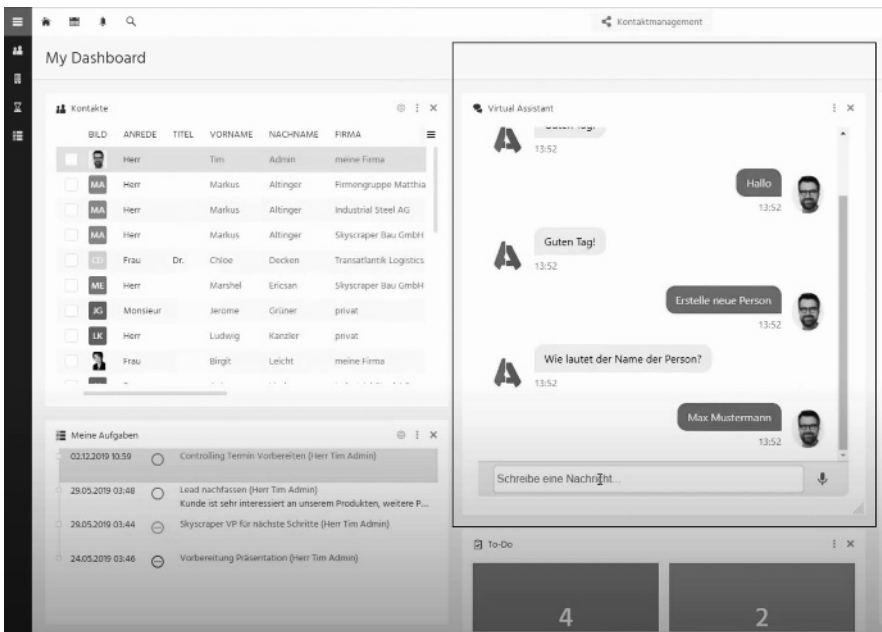 Kontaktmanagement
My Dashboard
Kontakte
BILD ANREDE TITEL VORNAME NACHNAME FIRMA
Herr Tim Admin meine Firma
MA Herr Markus Altinger Firmengruppe Matthia
MA Herr Markus Altinger Industrial Steel AG
MA Herr Markus Altinger Skyscraper Bau GmbH
CD Frau Dr. Chloe Decken Transatlantik Logistics
ME Herr Marshel Ericsan Skyscraper Bau GmbH
JG Monsieur Jerome Grüner privat
LK Herr Ludwig Kanzler privat
Frau Birgit Leicht meine Firma
Meine Aufgaben
02.12.2019 10:59 Controlling Termin Vorbereiten (Herr Tim Admin)
29.05.2019 03:48 Lead nachfassen (Herr Tim Admin)
Kunde ist sehr interessiert an unserem Produkten, weitere P...
29.05.2019 03:44 Skyscraper VP für nächste Schritte (Herr Tim Admin)
24.05.2019 03:46 Vorbereitung Präsentation (Herr Tim Admin)
Virtual Assistant
Guten Tag!
13:52
Hallo
13:52
Guten Tag!
13:52
Erstelle neue Person
13:52
Wie lautet der Name der Person?
13:52
Max Mustermann
13:52
Schreibe eine Nachricht...
To-Do
4 2